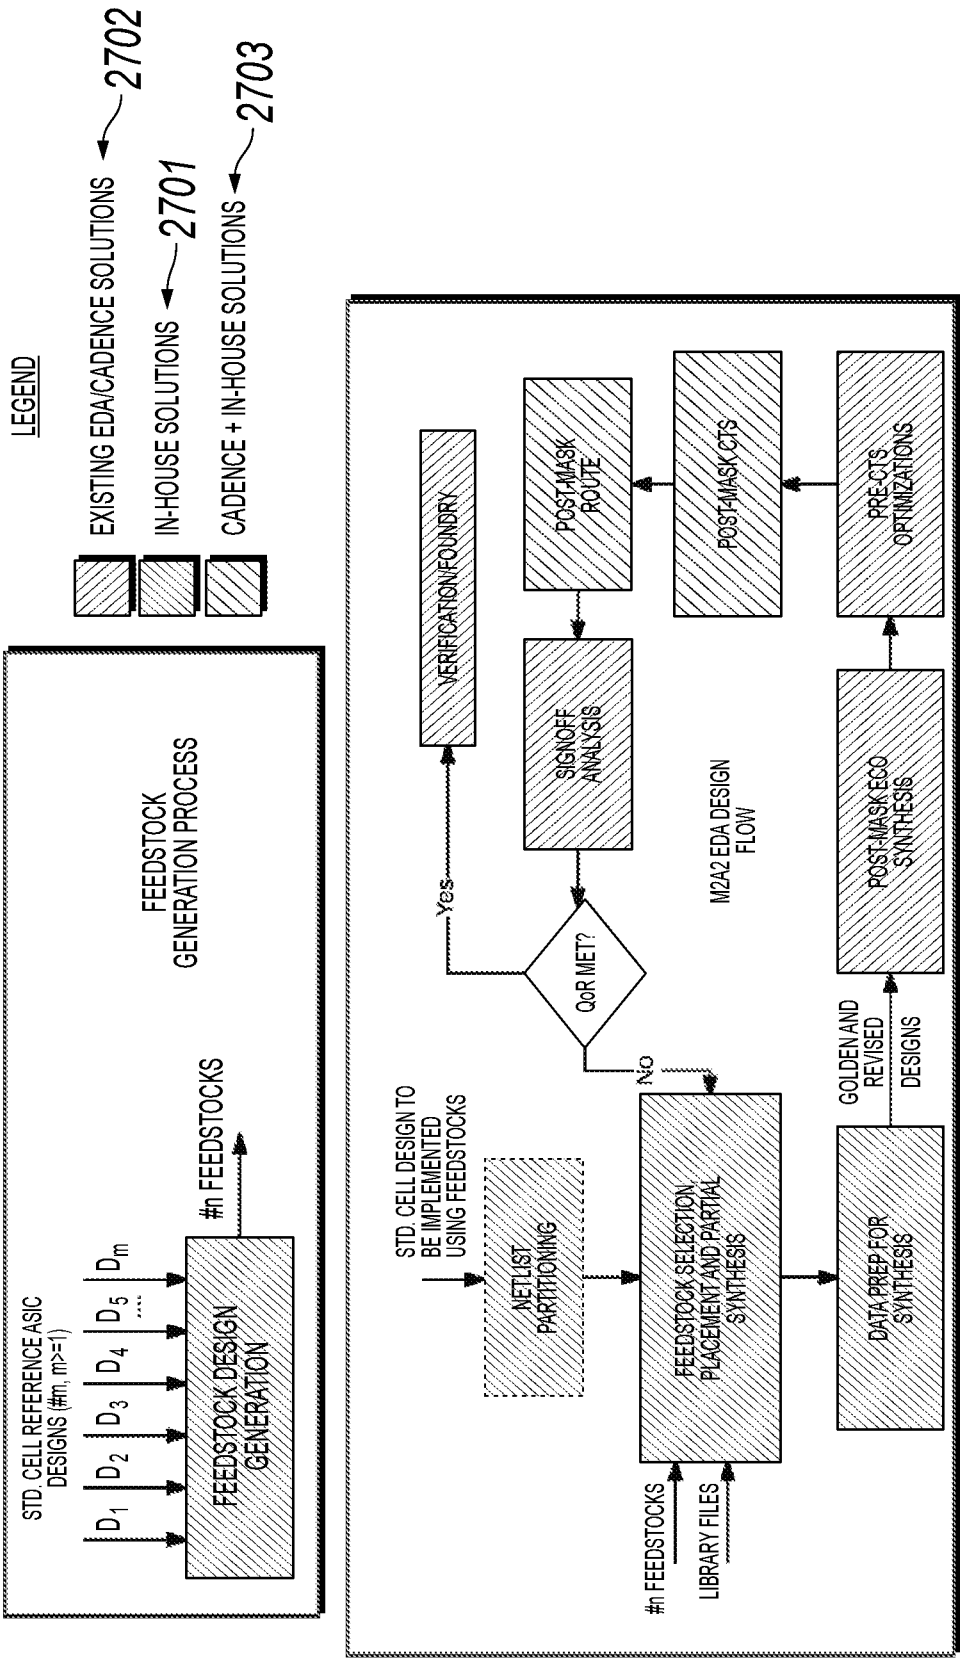 STD. CELL REFERENCE ASIC
DESIGNS (#m, m>=1)
D1 D2 D3 D4 D5 .... Dm
FEEDSTOCK DESIGN
GENERATION
#n FEEDSTOCKS
FEEDSTOCK
GENERATION PROCESS
LEGEND
EXISTING EDA/CADENCE SOLUTIONS 2702
IN-HOUSE SOLUTIONS 2701
CADENCE + IN-HOUSE SOLUTIONS 2703
STD. CELL DESIGN TO
BE IMPLEMENTED
USING FEEDSTOCKS
NETLIST
PARTITIONING
#n FEEDSTOCKS
LIBRARY FILES
FEEDSTOCK SELECTION
PLACEMENT AND PARTIAL
SYNTHESIS
DATA PREP FOR
SYNTHESIS
GOLDEN AND
REVISED
DESIGNS
POST-MASK ECO
SYNTHESIS
PRE-CTS
OPTIMIZATIONS
POST-MASK CTS
POST-MASK
ROUTE
SIGNOFF
ANALYSIS
QoR MET?
Yes
No
VERIFICATION/FOUNDRY
M2A2 EDA DESIGN
FLOW